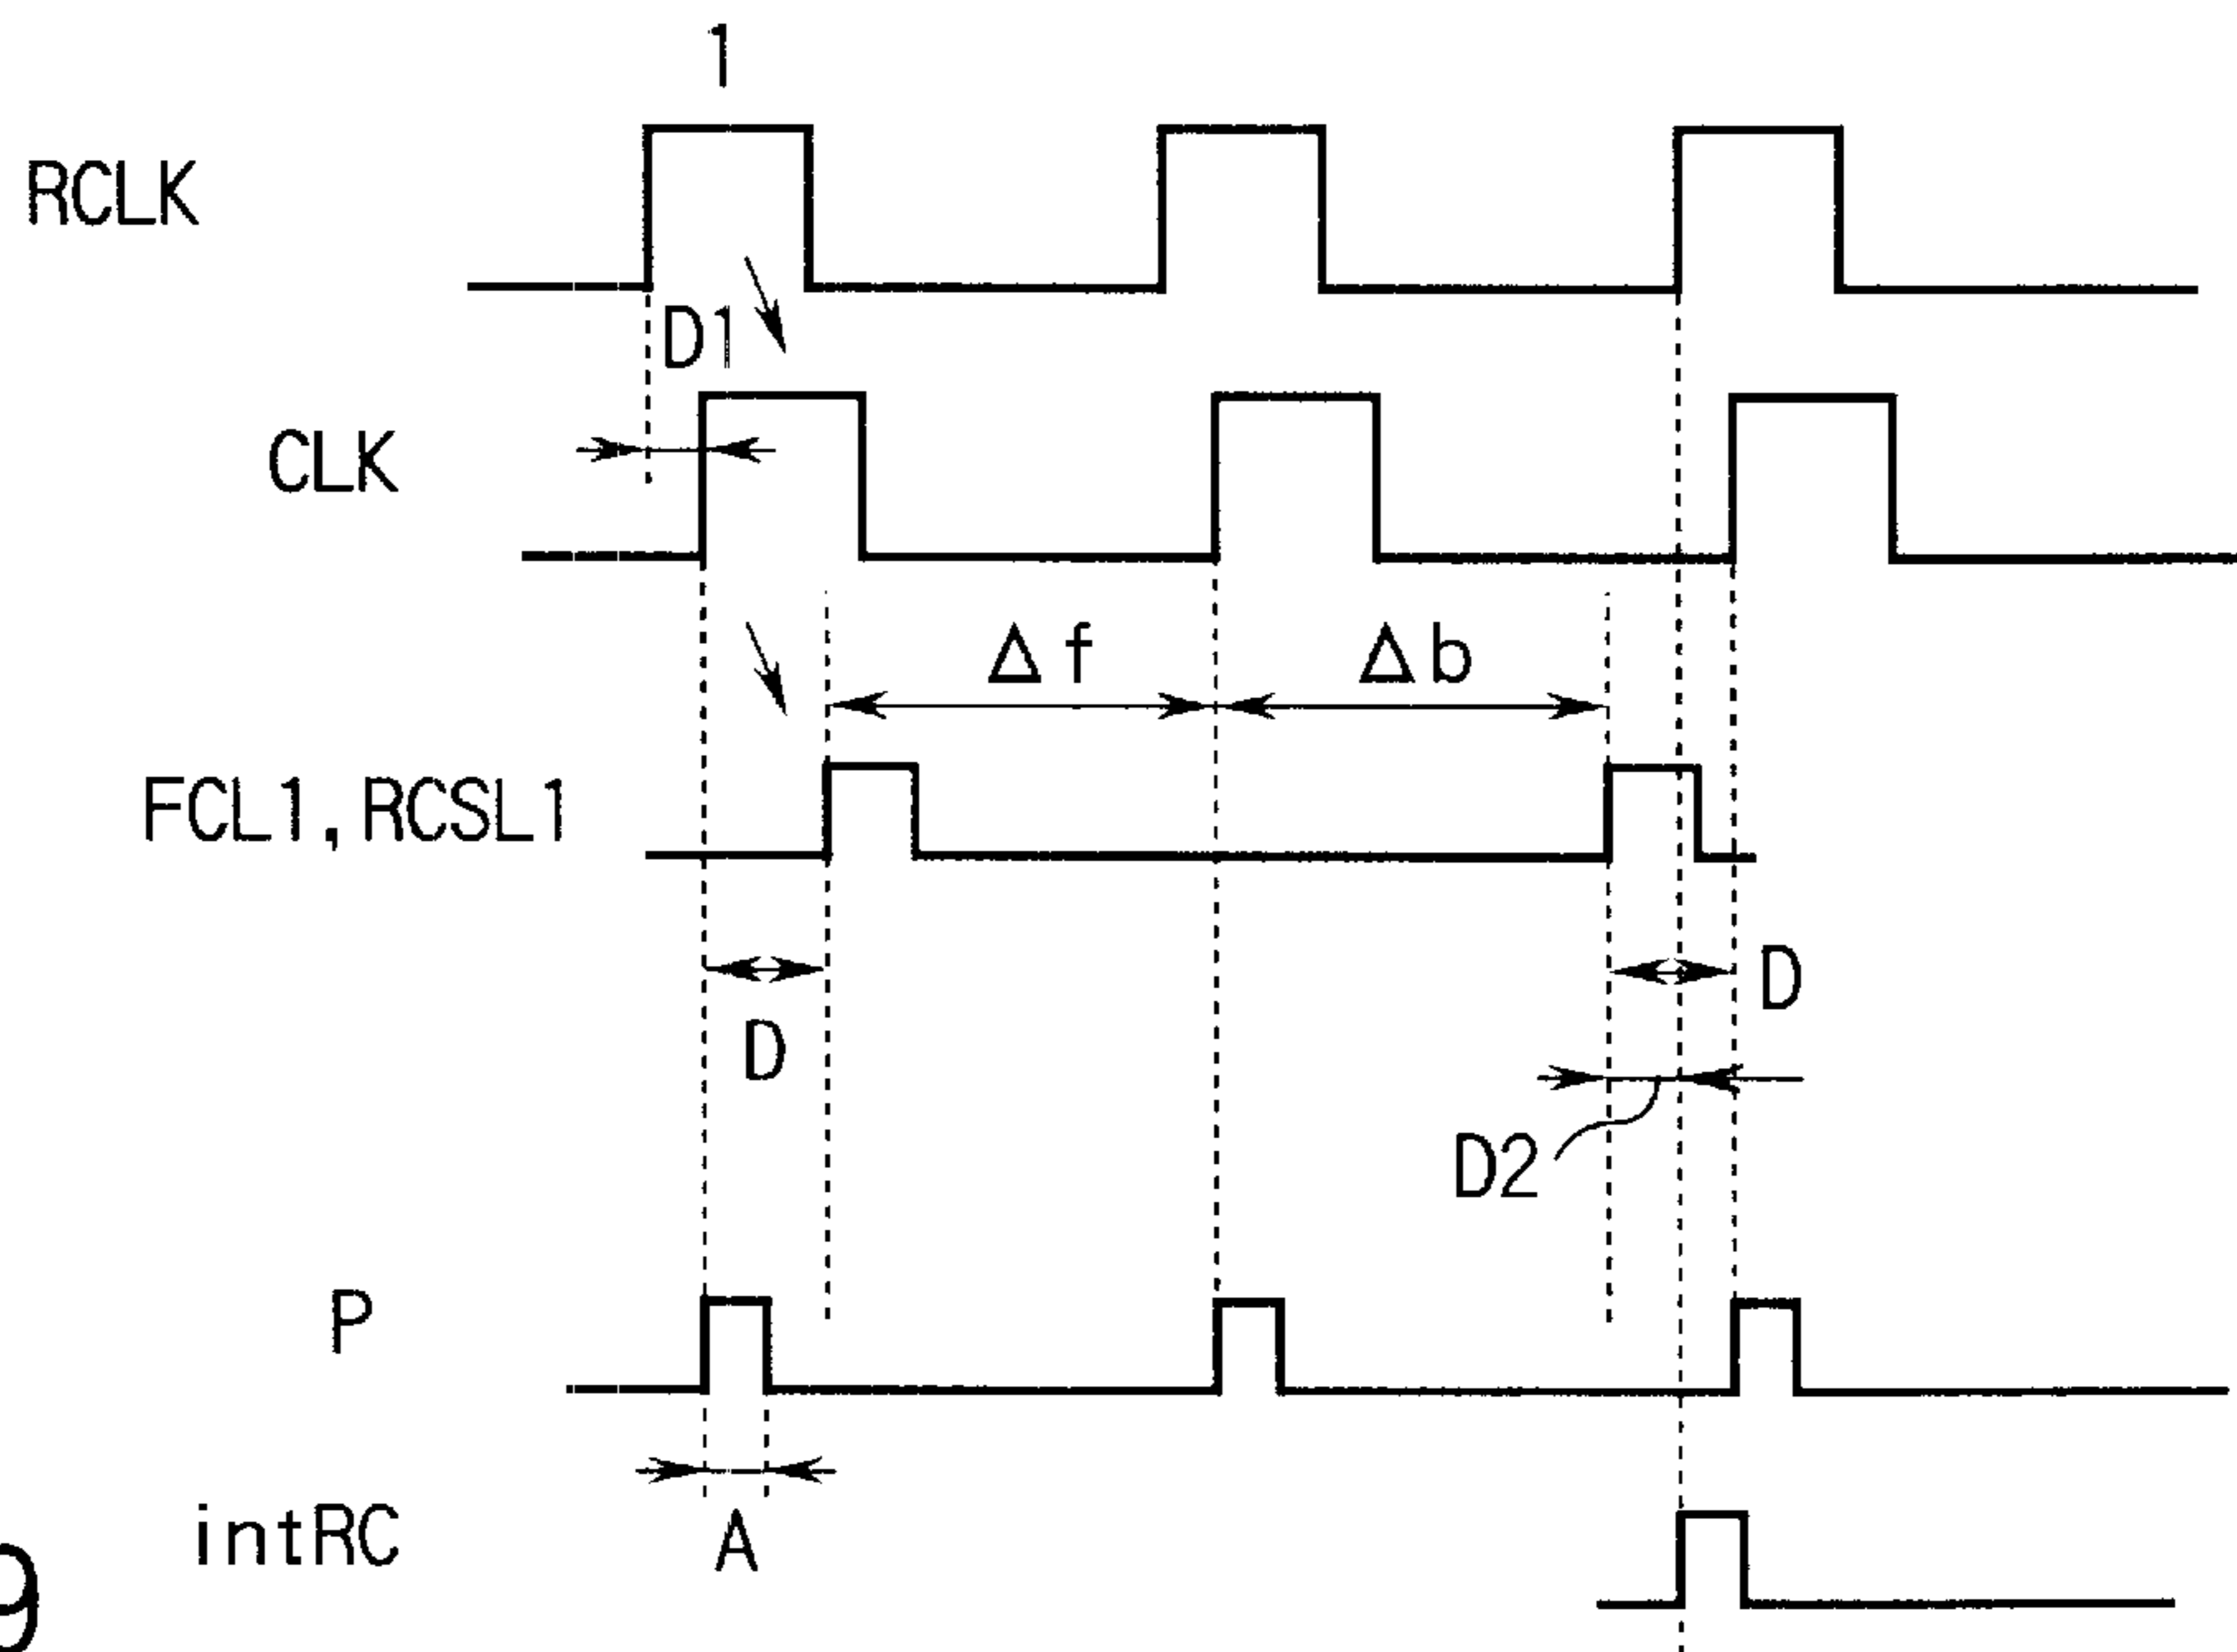 1
RCLK
D1
CLK
Δf
Δb
FCL1,RCSL1
D
D
D2
P
A
intRC
9